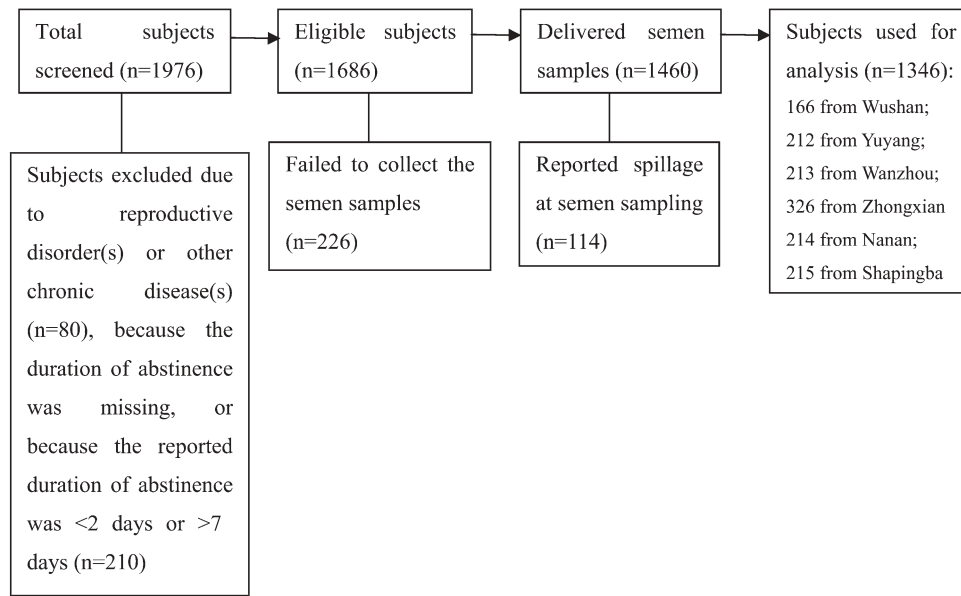 Total subjects
screened (n=1976)
Eligible subjects
(n=1686)
Delivered semen
samples (n=1460)
Subjects used for
analysis (n=1346):
166 from Wushan;
212 from Yuyang;
213 from Wanzhou;
326 from Zhongxian
214 from Nanan;
215 from Shapingba
Subjects excluded due
to reproductive
disorder(s) or other
chronic disease(s)
(n=80), because the
duration of abstinence
was missing, or
because the reported
duration of abstinence
was <2 days or >7
days (n=210)
Failed to collect the
semen samples
(n=226)
Reported spillage
at semen sampling
(n=114)